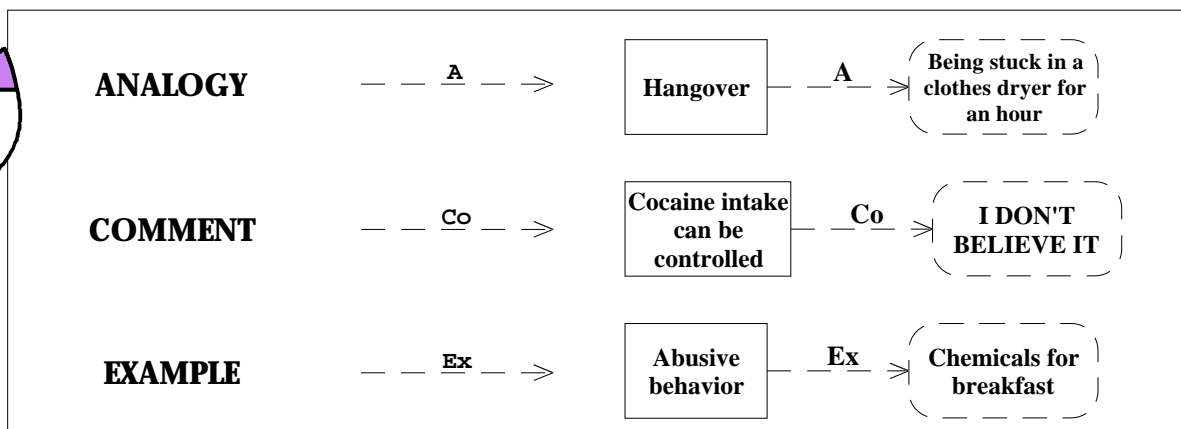 ANALOGY A Hangover A Being stuck in a
clothes dryer for
an hour
COMMENT Co Cocaine intake
can be
controlled Co I DON'T
BELIEVE IT
EXAMPLE Ex Abusive
behavior Ex Chemicals for
breakfast